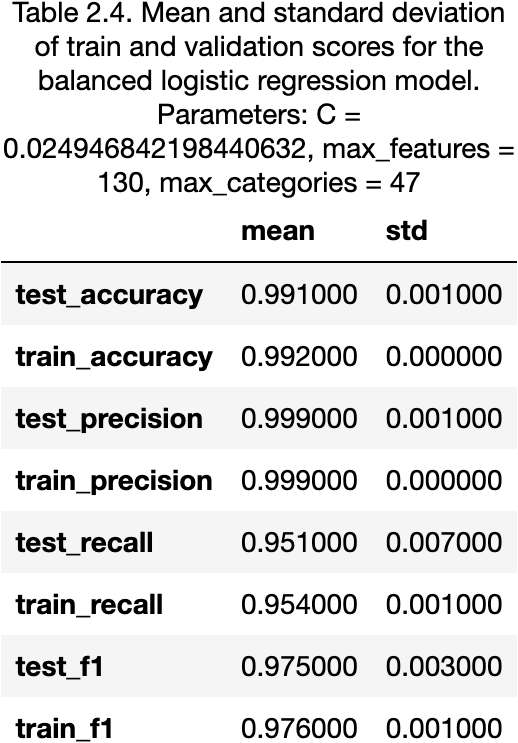 Table 2.4. Mean and standard deviation
of train and validation scores for the
balanced logistic regression model.
Parameters: C =
0.024946842198440632, max_features =
130, max_categories = 47
mean std
test_accuracy 0.991000 0.001000
train_accuracy 0.992000 0.000000
test_precision 0.999000 0.001000
train_precision 0.999000 0.000000
test_recall 0.951000 0.007000
train_recall 0.954000 0.001000
test_f1 0.975000 0.003000
train_f1 0.976000 0.001000